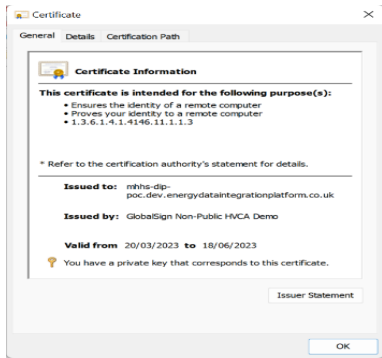 Certificate
General Details Certification Path
Certificate Information
This certificate is intended for the following purpose(s):
• Ensures the identity of a remote computer
• Proves your identity to a remote computer
• 1.3.6.1.4.1.4146.11.1.1.3
* Refer to the certification authority's statement for details.
Issued to: mhhs-dip-
poc.dev.energydataintegrationplatform.co.uk
Issued by: GlobalSign Non-Public HVCA Demo
Valid from 20/03/2023 to 18/06/2023
You have a private key that corresponds to this certificate.
Issuer Statement
OK